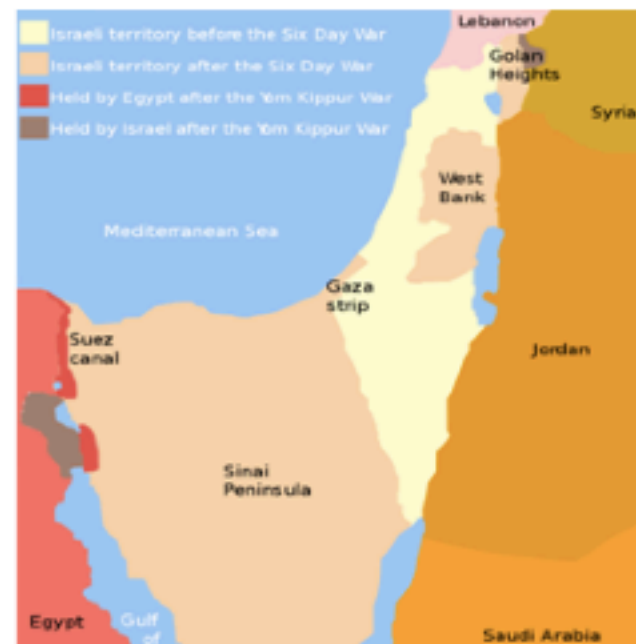 Israeli territory before the Six Day War
Israeli territory after the Six Day War
Held by Egypt after the Yom Kippur War
Held by Israel after the Yom Kippur War
Lebanon
Golan
Heights
Syria
West
Bank
Mediterranean Sea
Gaza
strip
Suez
canal
Jordan
Sinai
Peninsula
Egypt
Gulf
of
Saudi Arabia